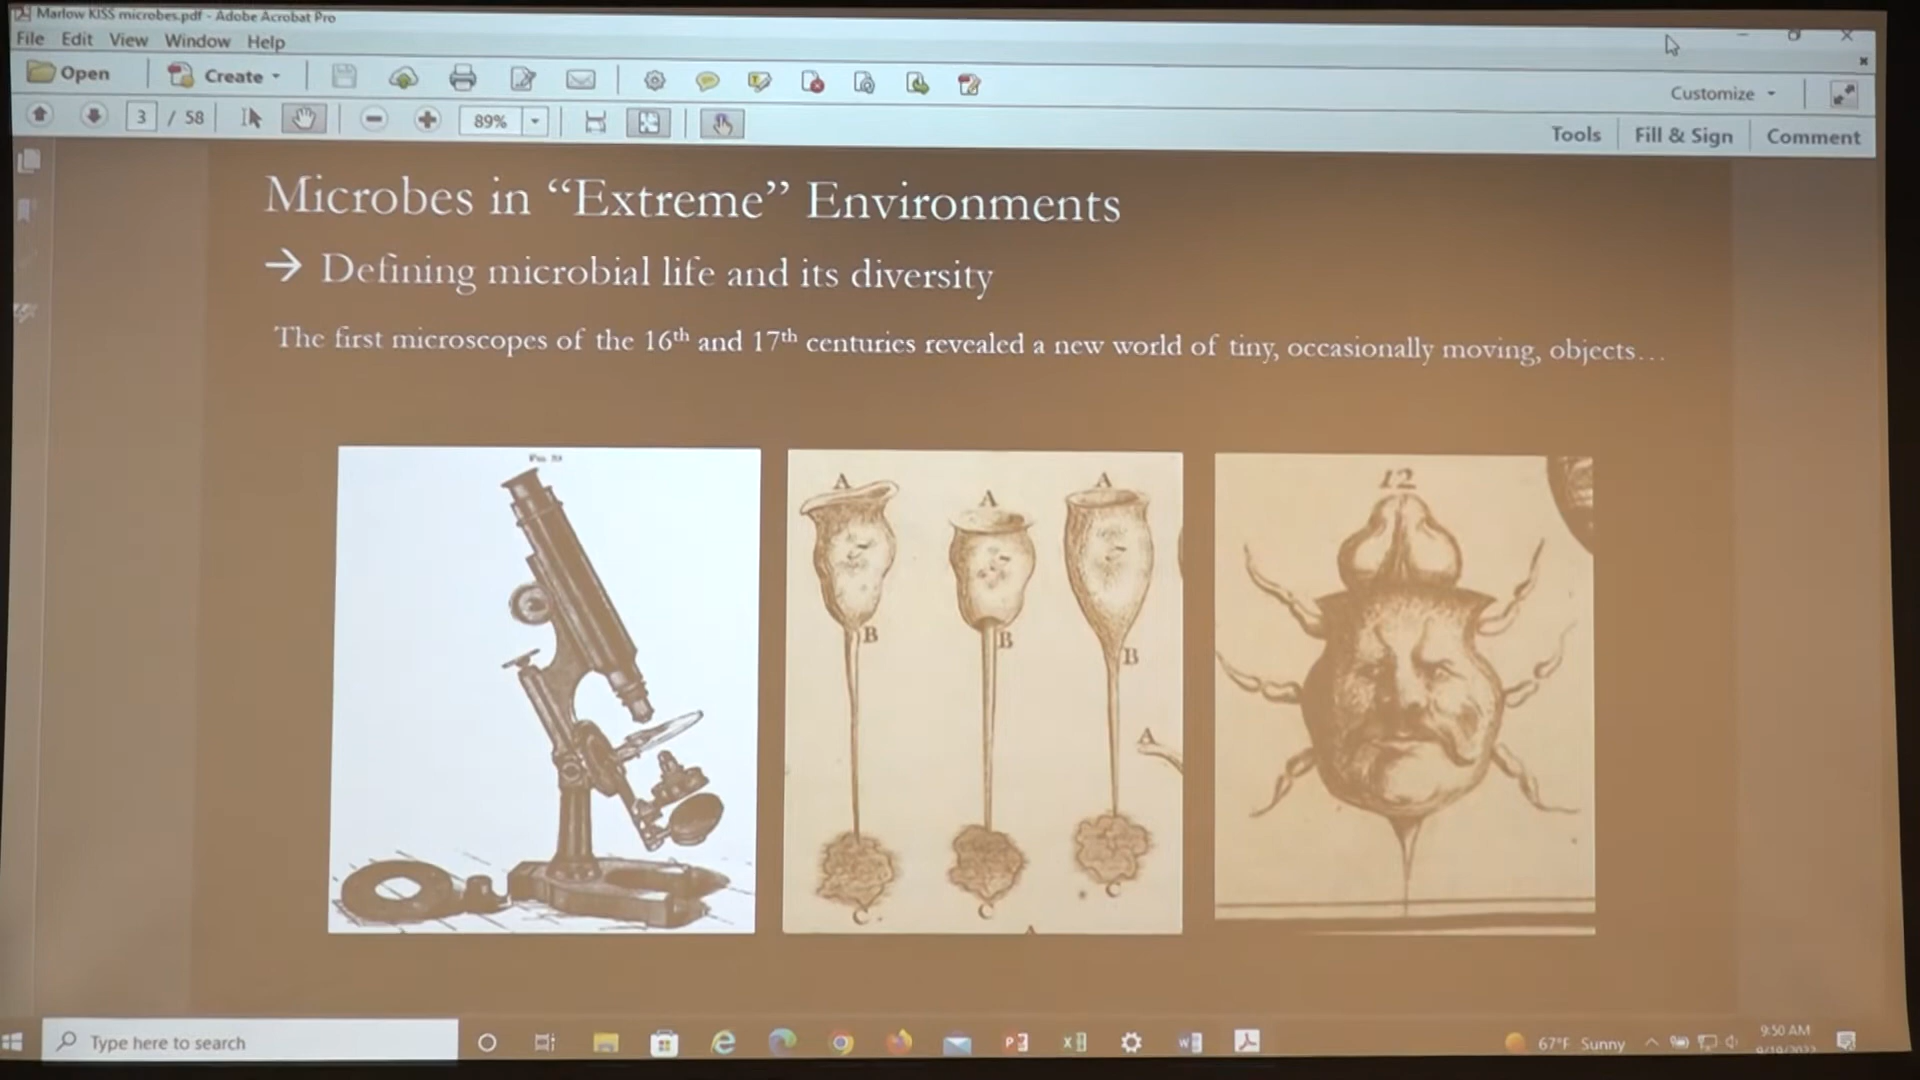 Marlow KISS microbes.pdf - Adobe Acrobat Pro
File Edit View Window Help
Open Create
Customize
3 / 58 89%
Tools Fill & Sign Comment
Microbes in “Extreme” Environments
→ Defining microbial life and its diversity
The first microscopes of the 16th and 17th centuries revealed a new world of tiny, occasionally moving, objects…
A A A
B B B
A
C C C
12
Type here to search
67°F Sunny
9:50 AM